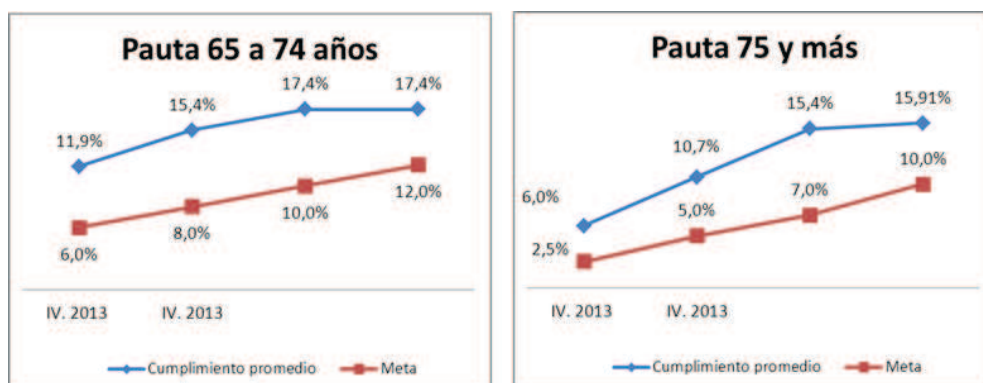 Pauta 65 a 74 años
17,4%
17,4%
15,4%
11,9%
12,0%
10,0%
8,0%
6,0%
IV. 2013
IV. 2013
Cumplimiento promedio
Meta
Pauta 75 y más
15,4%
15,91%
10,7%
10,0%
6,0%
7,0%
5,0%
2,5%
IV. 2013
IV. 2013
Cumplimiento promedio
Meta